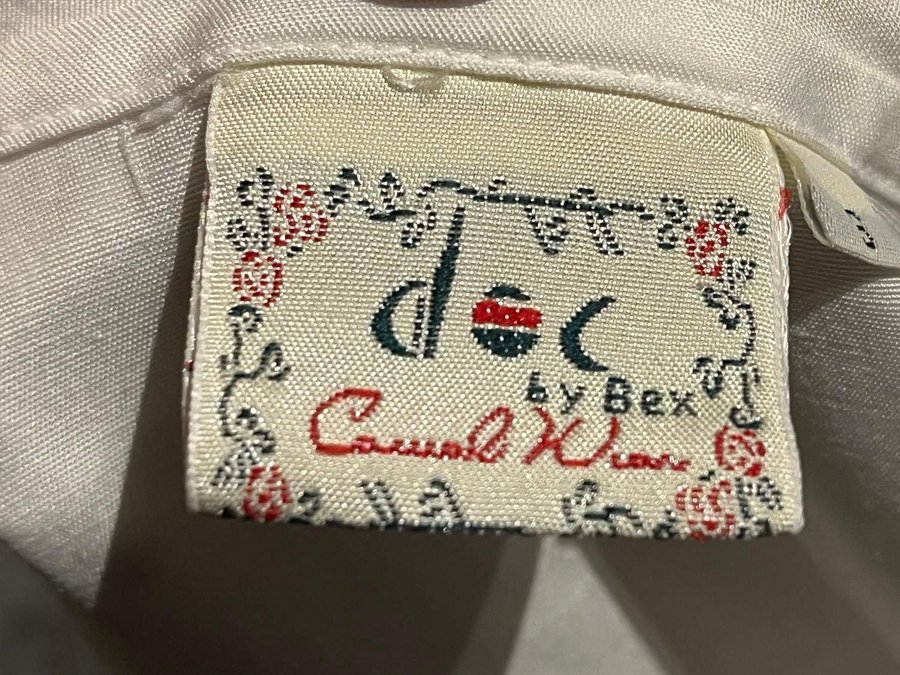 doc
by Bex
Casual Wear